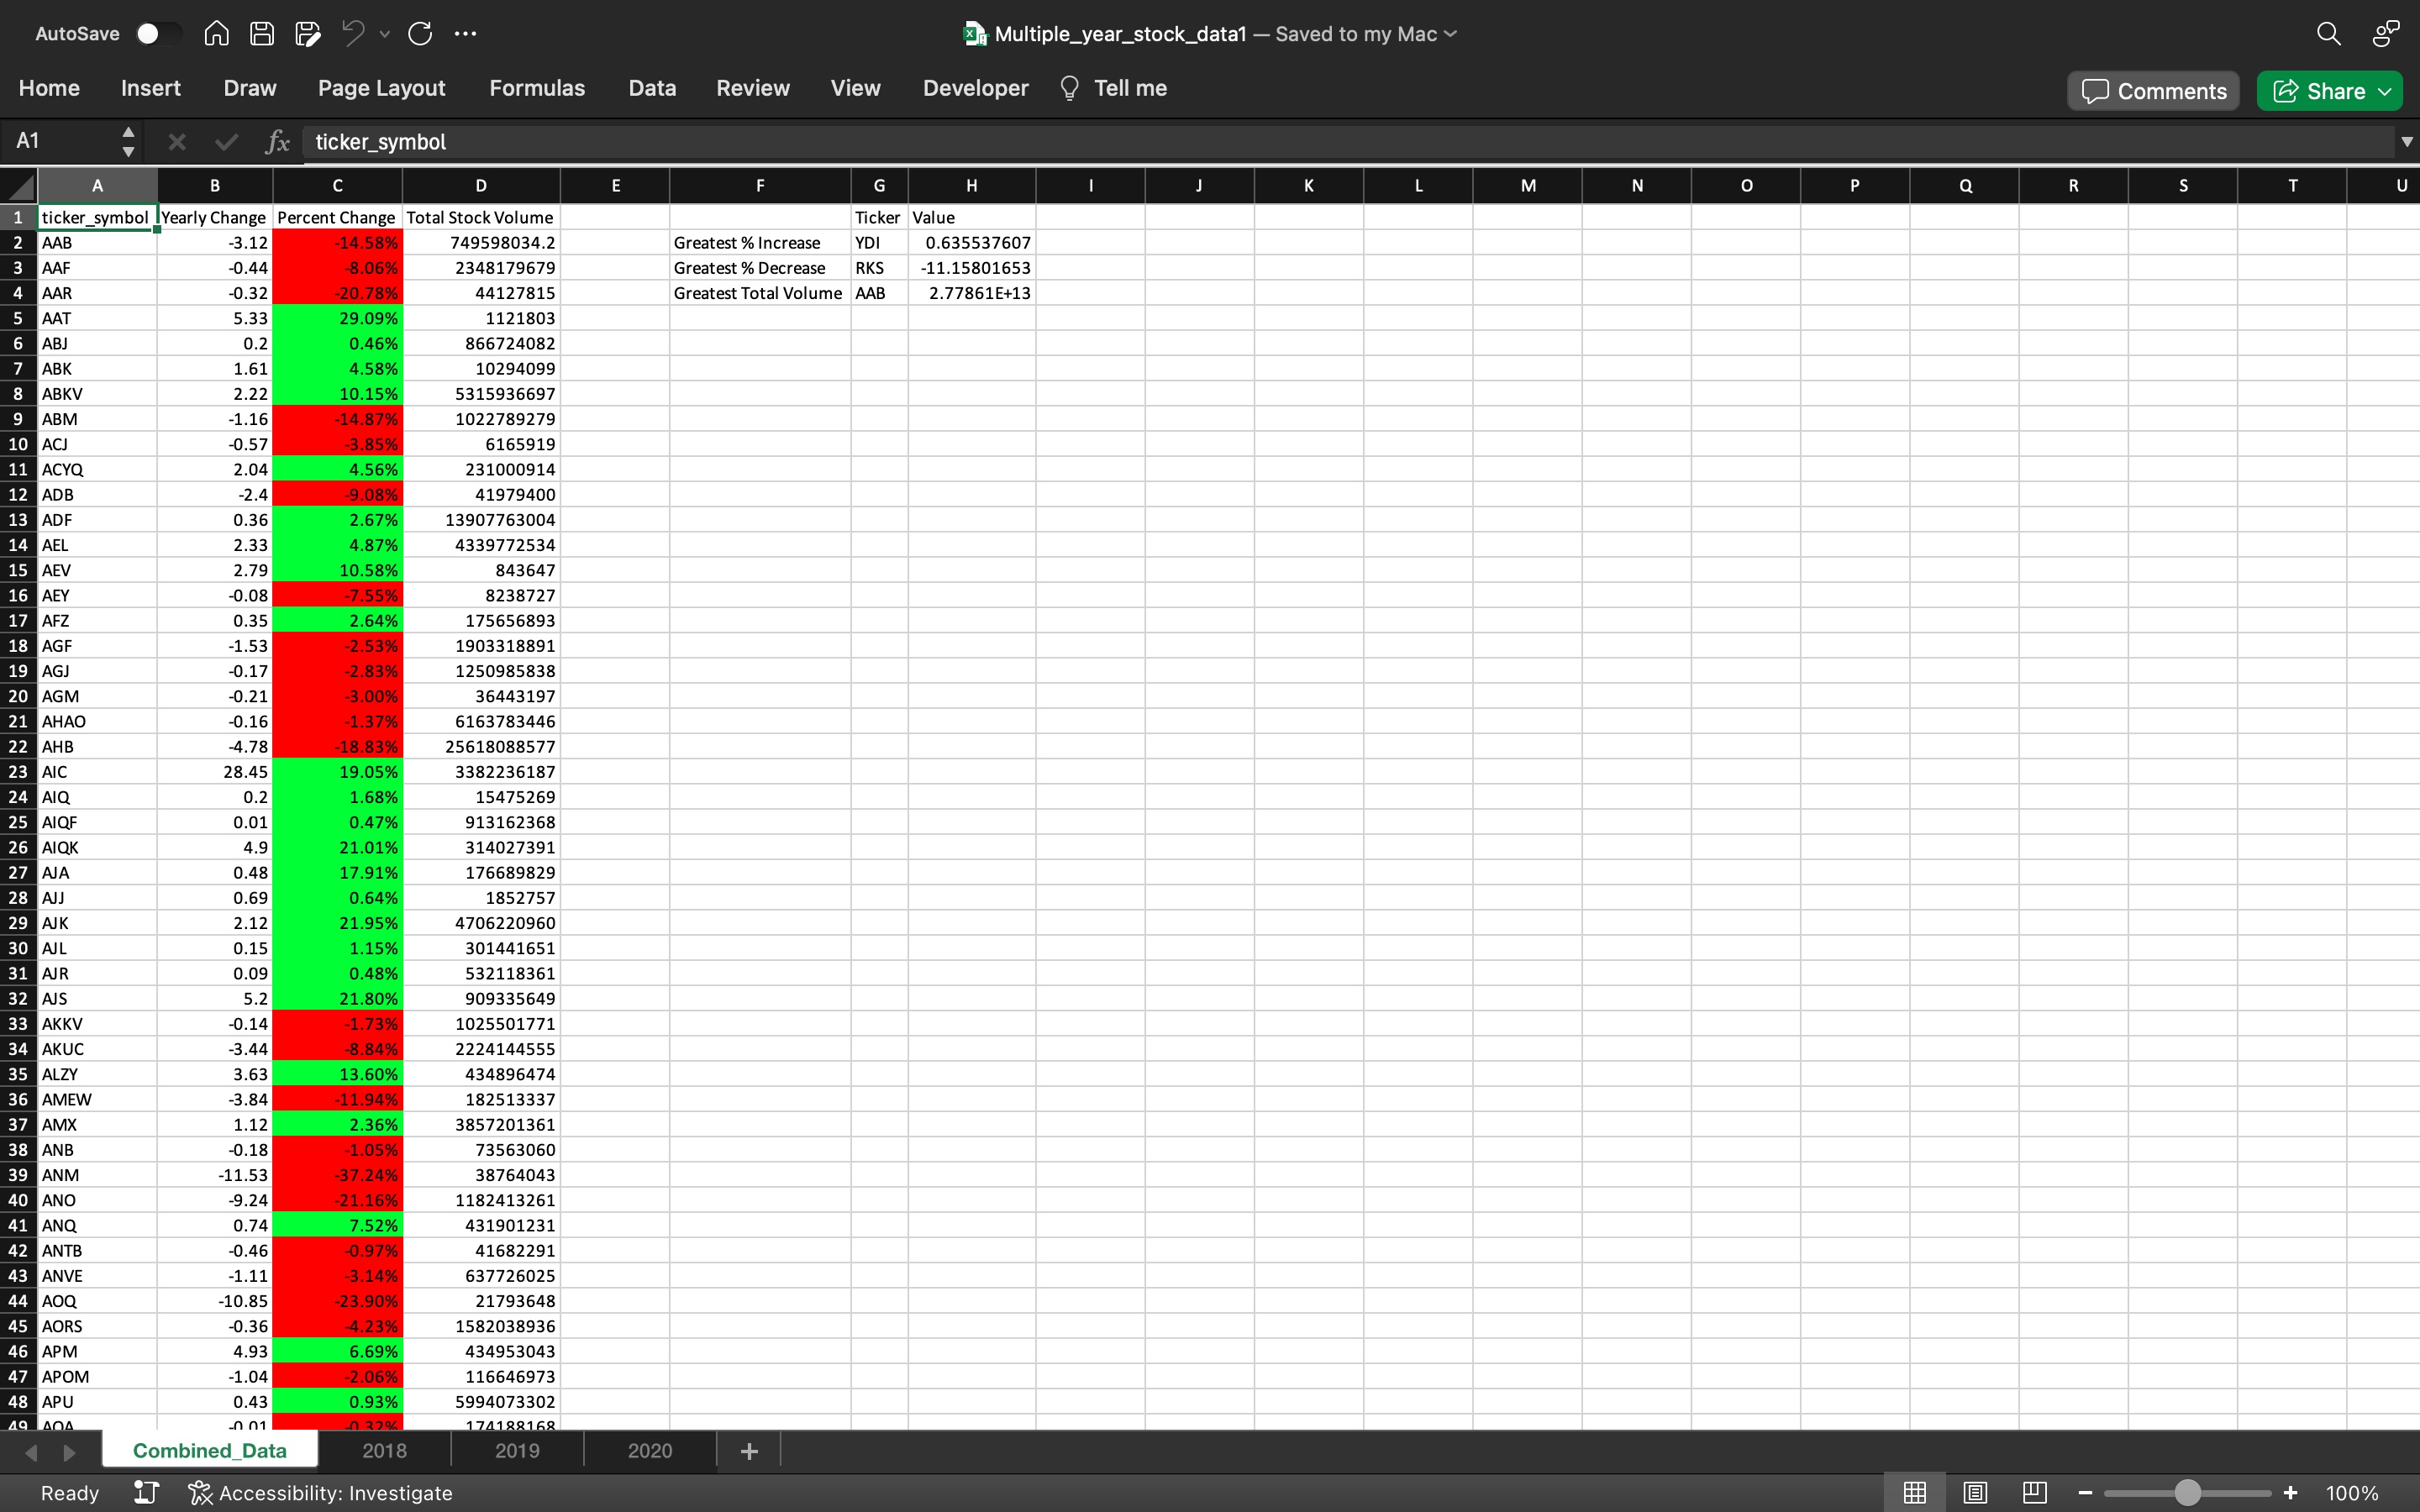 AutoSave
Multiple_year_stock_data1 — Saved to my Mac
Home Insert Draw Page Layout Formulas Data Review View Developer Tell me Comments Share
A1 fx ticker_symbol
A B C D E F G H I J K L M N O P Q R S T U
1 ticker_symbol Yearly Change Percent Change Total Stock Volume Ticker Value
2 AAB -3.12 -14.58% 749598034.2 Greatest % Increase YDI 0.635537607
3 AAF -0.44 -8.06% 2348179679 Greatest % Decrease RKS -11.15801653
4 AAR -0.32 -20.78% 44127815 Greatest Total Volume AAB 2.77861E+13
5 AAT 5.33 29.09% 1121803
6 ABJ 0.2 0.46% 866724082
7 ABK 1.61 4.58% 10294099
8 ABKV 2.22 10.15% 5315936697
9 ABM -1.16 -14.87% 1022789279
10 ACJ -0.57 -3.85% 6165919
11 ACYQ 2.04 4.56% 231000914
12 ADB -2.4 -9.08% 41979400
13 ADF 0.36 2.67% 13907763004
14 AEL 2.33 4.87% 4339772534
15 AEV 2.79 10.58% 843647
16 AEY -0.08 -7.55% 8238727
17 AFZ 0.35 2.64% 175656893
18 AGF -1.53 -2.53% 1903318891
19 AGJ -0.17 -2.83% 1250985838
20 AGM -0.21 -3.00% 36443197
21 AHAO -0.16 -1.37% 6163783446
22 AHB -4.78 -18.83% 25618088577
23 AIC 28.45 19.05% 3382236187
24 AIQ 0.2 1.68% 15475269
25 AIQF 0.01 0.47% 913162368
26 AIQK 4.9 21.01% 314027391
27 AJA 0.48 17.91% 176689829
28 AJJ 0.69 0.64% 1852757
29 AJK 2.12 21.95% 4706220960
30 AJL 0.15 1.15% 301441651
31 AJR 0.09 0.48% 532118361
32 AJS 5.2 21.80% 909335649
33 AKKV -0.14 -1.73% 1025501771
34 AKUC -3.44 -8.84% 2224144555
35 ALZY 3.63 13.60% 434896474
36 AMEW -3.84 -11.94% 182513337
37 AMX 1.12 2.36% 3857201361
38 ANB -0.18 -1.05% 73563060
39 ANM -11.53 -37.24% 38764043
40 ANO -9.24 -21.16% 1182413261
41 ANQ 0.74 7.52% 431901231
42 ANTB -0.46 -0.97% 41682291
43 ANVE -1.11 -3.14% 637726025
44 AOQ -10.85 -23.90% 21793648
45 AORS -0.36 -4.23% 1582038936
46 APM 4.93 6.69% 434953043
47 APOM -1.04 -2.06% 116646973
48 APU 0.43 0.93% 5994073302
49 AQA -0.01 -0.32% 174188168
Combined_Data 2018 2019 2020 +
Ready Accessibility: Investigate 100%